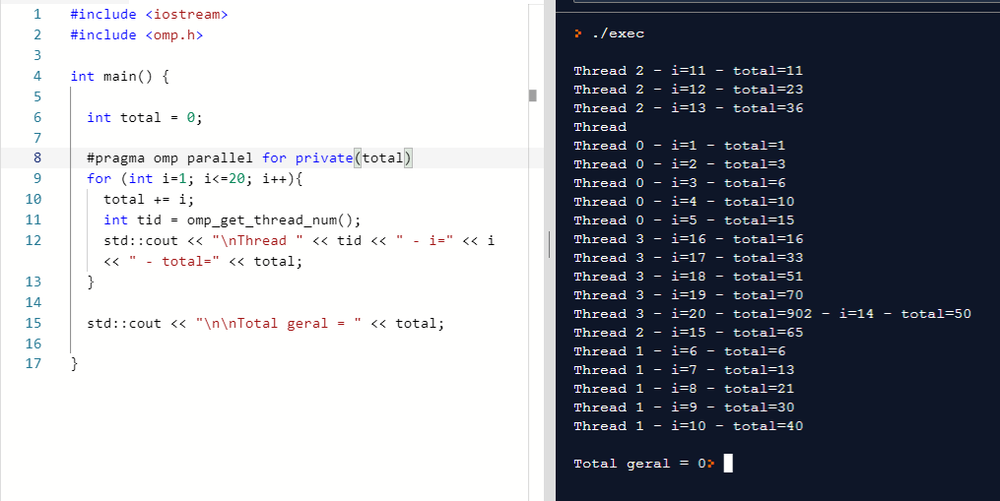 1 #include <iostream>
2 #include <omp.h>
3
4 int main() {
5
6 int total = 0;
7
8 #pragma omp parallel for private(total)
9 for (int i=1; i<=20; i++){
10 total += i;
11 int tid = omp_get_thread_num();
12 std::cout << "\nThread " << tid << " - i=" << i
<< " - total=" << total;
13 }
14
15 std::cout << "\n\nTotal geral = " << total;
16
17 }
> ./exec
Thread 2 - i=11 - total=11
Thread 2 - i=12 - total=23
Thread 2 - i=13 - total=36
Thread
Thread 0 - i=1 - total=1
Thread 0 - i=2 - total=3
Thread 0 - i=3 - total=6
Thread 0 - i=4 - total=10
Thread 0 - i=5 - total=15
Thread 3 - i=16 - total=16
Thread 3 - i=17 - total=33
Thread 3 - i=18 - total=51
Thread 3 - i=19 - total=70
Thread 3 - i=20 - total=902 - i=14 - total=50
Thread 2 - i=15 - total=65
Thread 1 - i=6 - total=6
Thread 1 - i=7 - total=13
Thread 1 - i=8 - total=21
Thread 1 - i=9 - total=30
Thread 1 - i=10 - total=40
Total geral = 0>